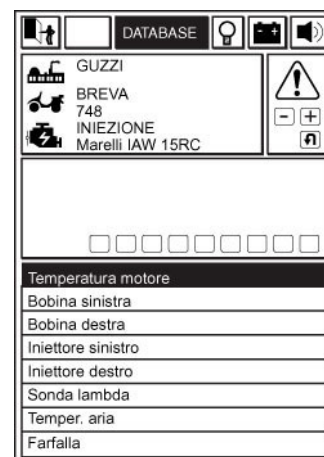 DATABASE
GUZZI
BREVA
748
INIEZIONE
Marelli IAW 15RC
Temperatura motore
Bobina sinistra
Bobina destra
Iniettore sinistro
Iniettore destro
Sonda lambda
Temper. aria
Farfalla